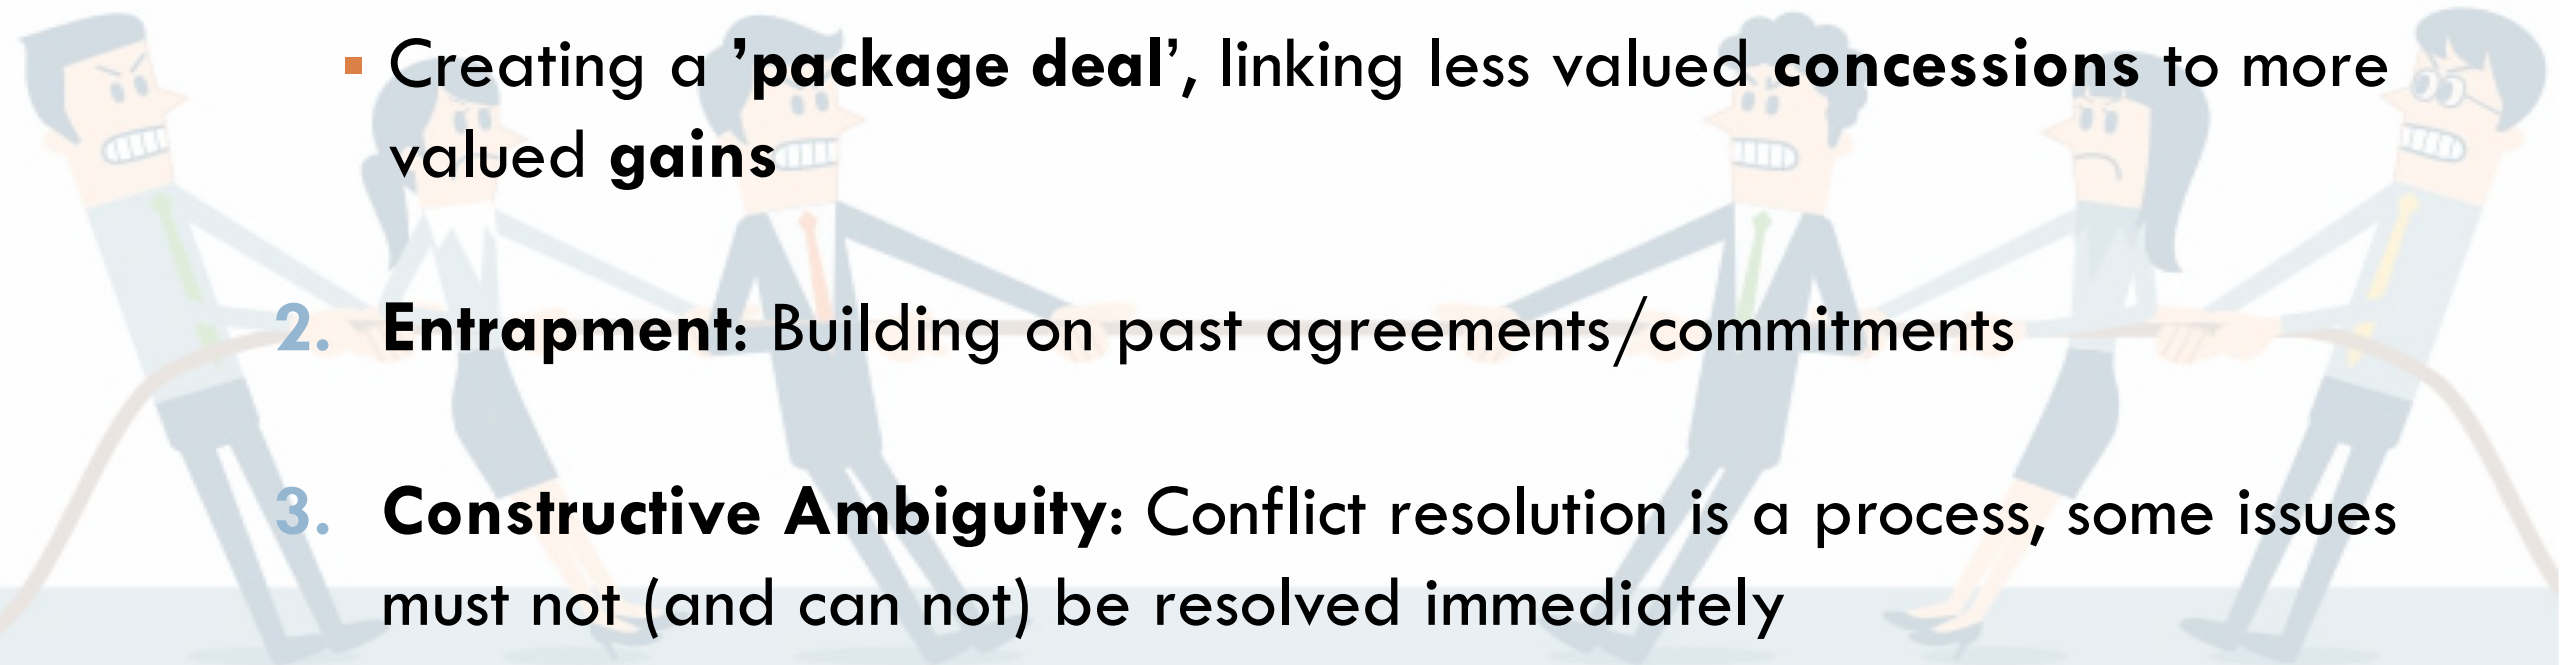 ▪ Creating a ’package deal’, linking less valued concessions to more
valued gains
2. Entrapment: Building on past agreements/commitments
3. Constructive Ambiguity: Conflict resolution is a process, some issues
must not (and can not) be resolved immediately